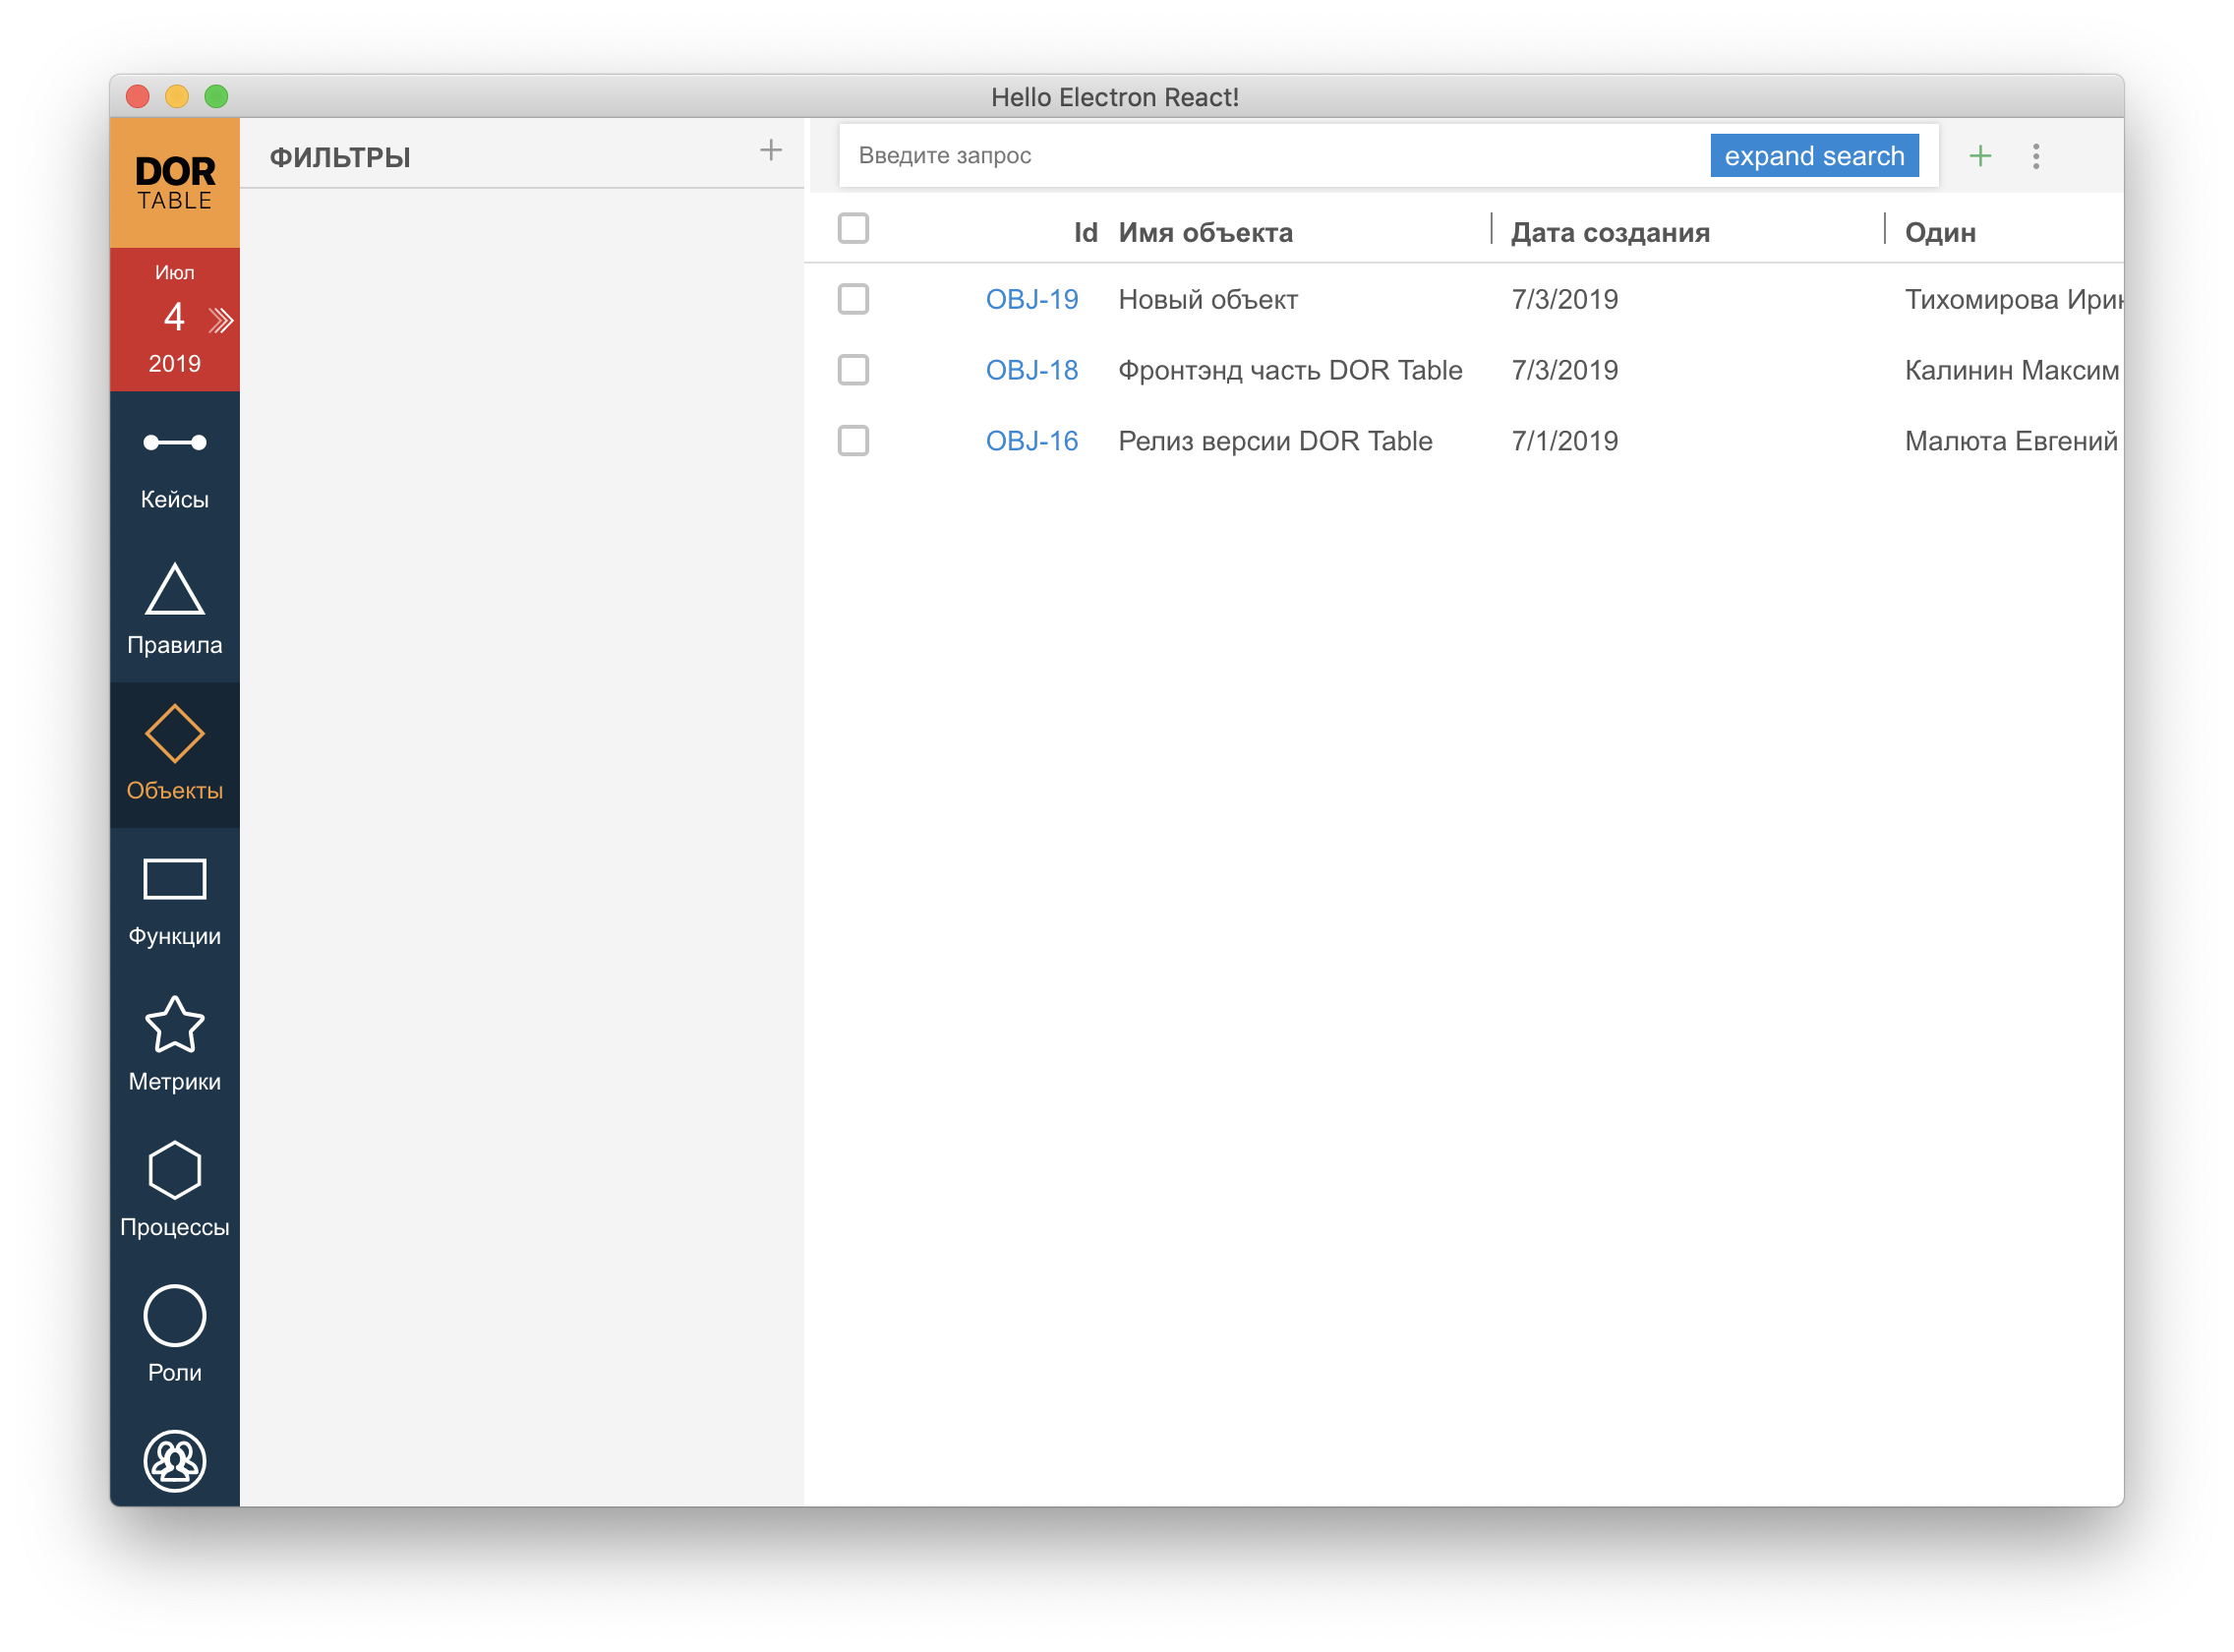 Hello Electron React!
DOR
TABLE
Июл
4
2019
Кейсы
Правила
Объекты
Функции
Метрики
Процессы
Роли
ФИЛЬТРЫ
Введите запрос
expand search
Id Имя объекта Дата создания Один
OBJ-19 Новый объект 7/3/2019 Тихомирова
OBJ-18 Фронтэнд часть DOR Table 7/3/2019 Калинин Максим
OBJ-16 Релиз версии DOR Table 7/1/2019 Малюта Евгений